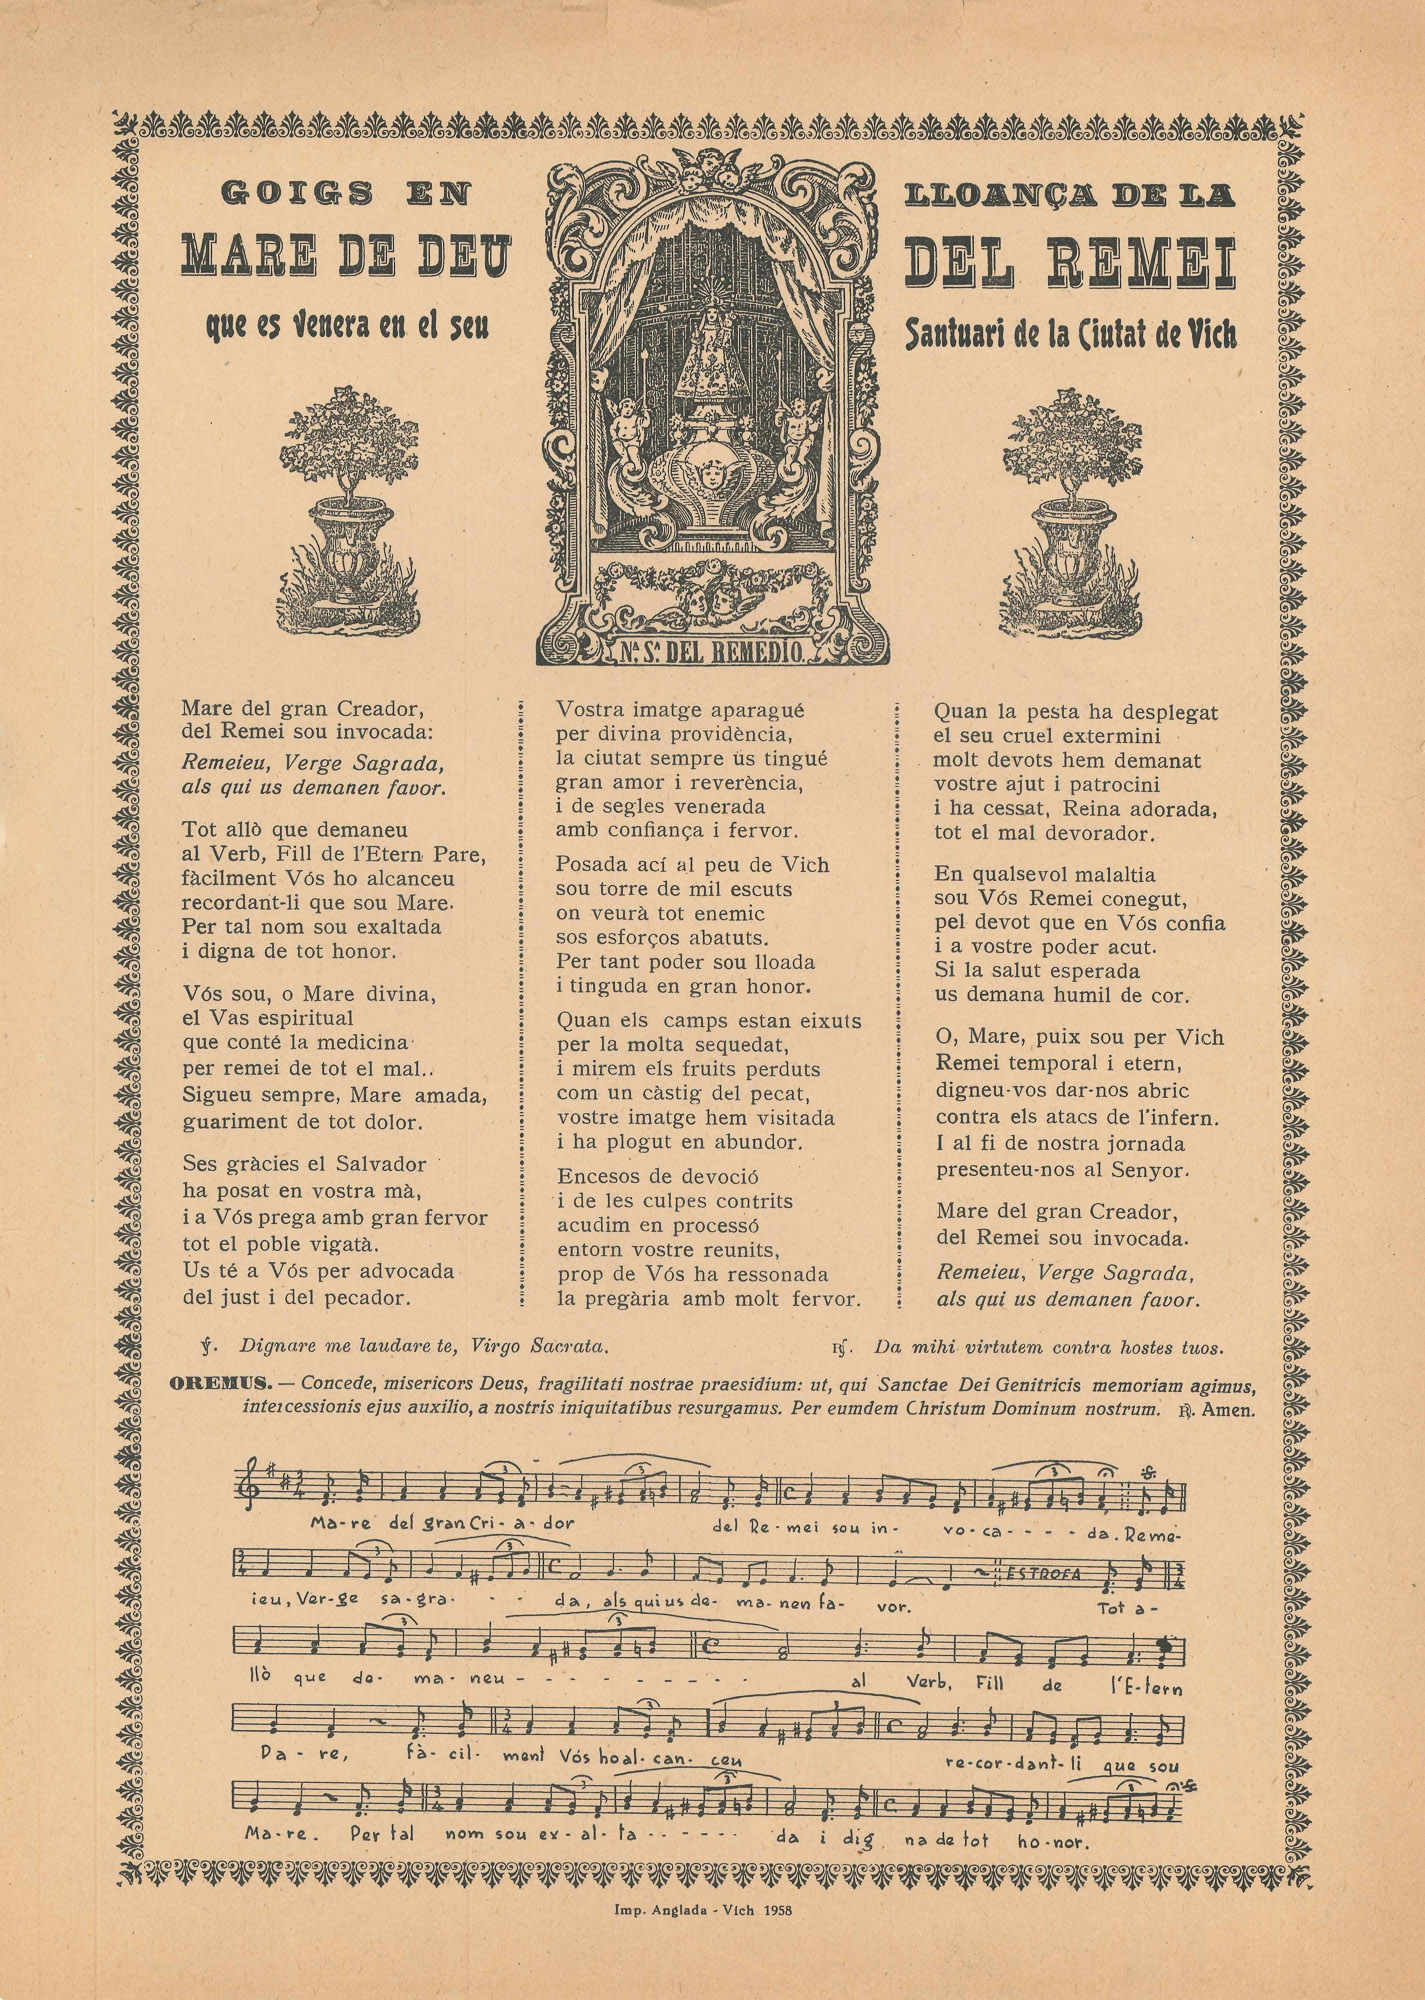 GOIGS EN LLOANÇA DE LA
MARE DE DEU DEL REMEI
que es Venera en el seu Santuari de la Ciutat de Vich
Nª. Sª. DEL REMEDIO.
Mare del gran Creador,
del Remei sou invocada:
Remeieu, Verge Sagrada,
als qui us demanen favor.
Tot allò que demaneu
al Verb, Fill de l'Etern Pare,
fàcilment Vós ho alcanceu
recordant-li que sou Mare.
Per tal nom sou exaltada
i digna de tot honor.
Vós sou, o Mare divina,
el Vas espiritual
que conté la medicina
per remei de tot el mal..
Sigueu sempre, Mare amada,
guariment de tot dolor.
Ses gràcies el Salvador
ha posat en vostra mà,
i a Vós prega amb gran fervor
tot el poble vigatà.
Us té a Vós per advocada
del just i del pecador.
Vostra imatge aparagué
per divina providència,
la ciutat sempre us tingué
gran amor i reverència,
i de segles venerada
amb confiança i fervor.
Posada ací al peu de Vich
sou torre de mil escuts
on veurà tot enemic
sos esforços abatuts.
Per tant poder sou lloada
i tinguda en gran honor.
Quan els camps estan eixuts
per la molta sequedat,
i mirem els fruits perduts
com un càstig del pecat,
vostre imatge hem visitada
i ha plogut en abundor.
Encesos de devoció
i de les culpes contrits
acudim en processó
entorn vostre reunits,
prop de Vós ha ressonada
la pregària amb molt fervor.
Quan la pesta ha desplegat
el seu cruel extermini
molt devots hem demanat
vostre ajut i patrocini
i ha cessat, Reina adorada,
tot el mal devorador.
En qualsevol malaltia
sou Vós Remei conegut,
pel devot que en Vós confia
i a vostre poder acut.
Si la salut esperada
us demana humil de cor.
O, Mare, puix sou per Vich
Remei temporal i etern,
digneu-vos dar-nos abric
contra els atacs de l'infern.
I al fi de nostra jornada
presenteu-nos al Senyor.
Mare del gran Creador,
del Remei sou invocada.
Remeieu, Verge Sagrada,
als qui us demanen favor.
℣. Dignare me laudare te, Virgo Sacrata. ℟. Da mihi virtutem contra hostes tuos.
OREMUS. — Concede, misericors Deus, fragilitati nostrae praesidium: ut, qui Sanctae Dei Genitricis memoriam agimus,
intercessionis ejus auxilio, a nostris iniquitatibus resurgamus. Per eumdem Christum Dominum nostrum. ℟. Amen.
Ma-re del gran Cri-a-dor del Re-mei sou in-vo-ca----da. Reme-
ESTROFA
ieu, Ver-ge sa-gra---da, als qui us de-ma-nen fa-vor. Tot a-
llò que de-ma-neu-------- al Verb, Fill de l'E-tern
Pa-re, fà-cil-ment Vós ho al-can-ceu re-cor-dant-li que sou
Ma-re. Per tal nom sou ex-al-ta------da i dig na de tot ho-nor.
Imp. Anglada - Vich 1958